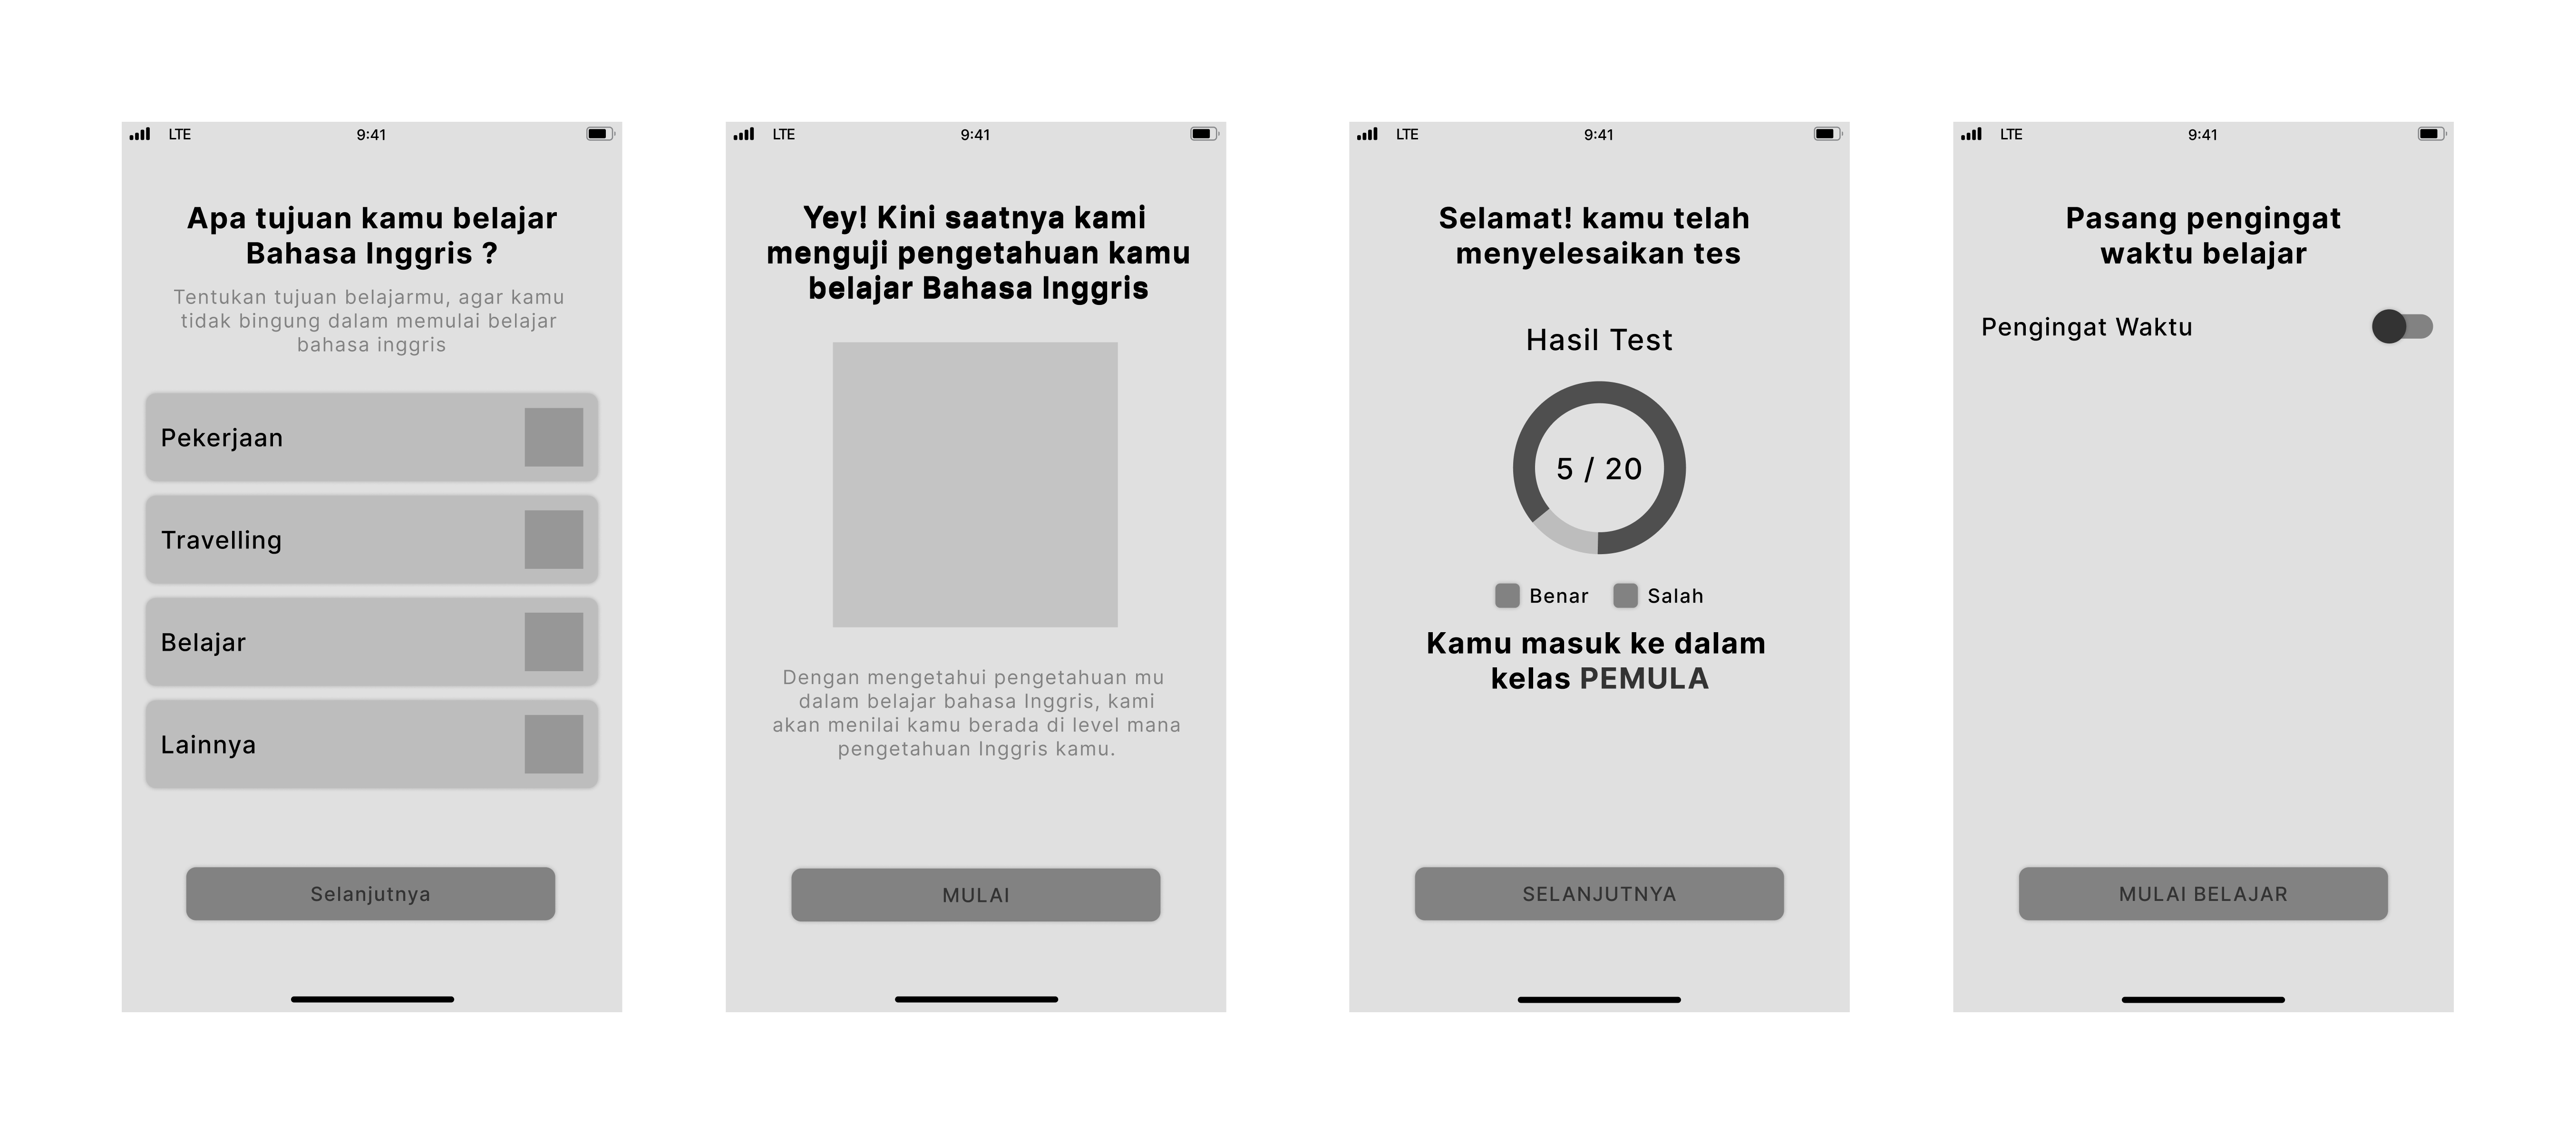 LTE
9:41
Apa tujuan kamu belajar
Bahasa Inggris ?
Tentukan tujuan belajarmu, agar kamu
tidak bingung dalam memulai belajar
bahasa inggris
Pekerjaan
Travelling
Belajar
Lainnya
Selanjutnya
LTE
9:41
Yey! Kini saatnya kami
menguji pengetahuan kamu
belajar Bahasa Inggris
Dengan mengetahui pengetahuan mu
dalam belajar bahasa Inggris, kami
akan menilai kamu berada di level mana
pengetahuan Inggris kamu.
MULAI
LTE
9:41
Selamat! kamu telah
menyelesaikan tes
Hasil Test
5 / 20
Benar
Salah
Kamu masuk ke dalam
kelas PEMULA
SELANJUTNYA
LTE
9:41
Pasang pengingat
waktu belajar
Pengingat Waktu
MULAI BELAJAR